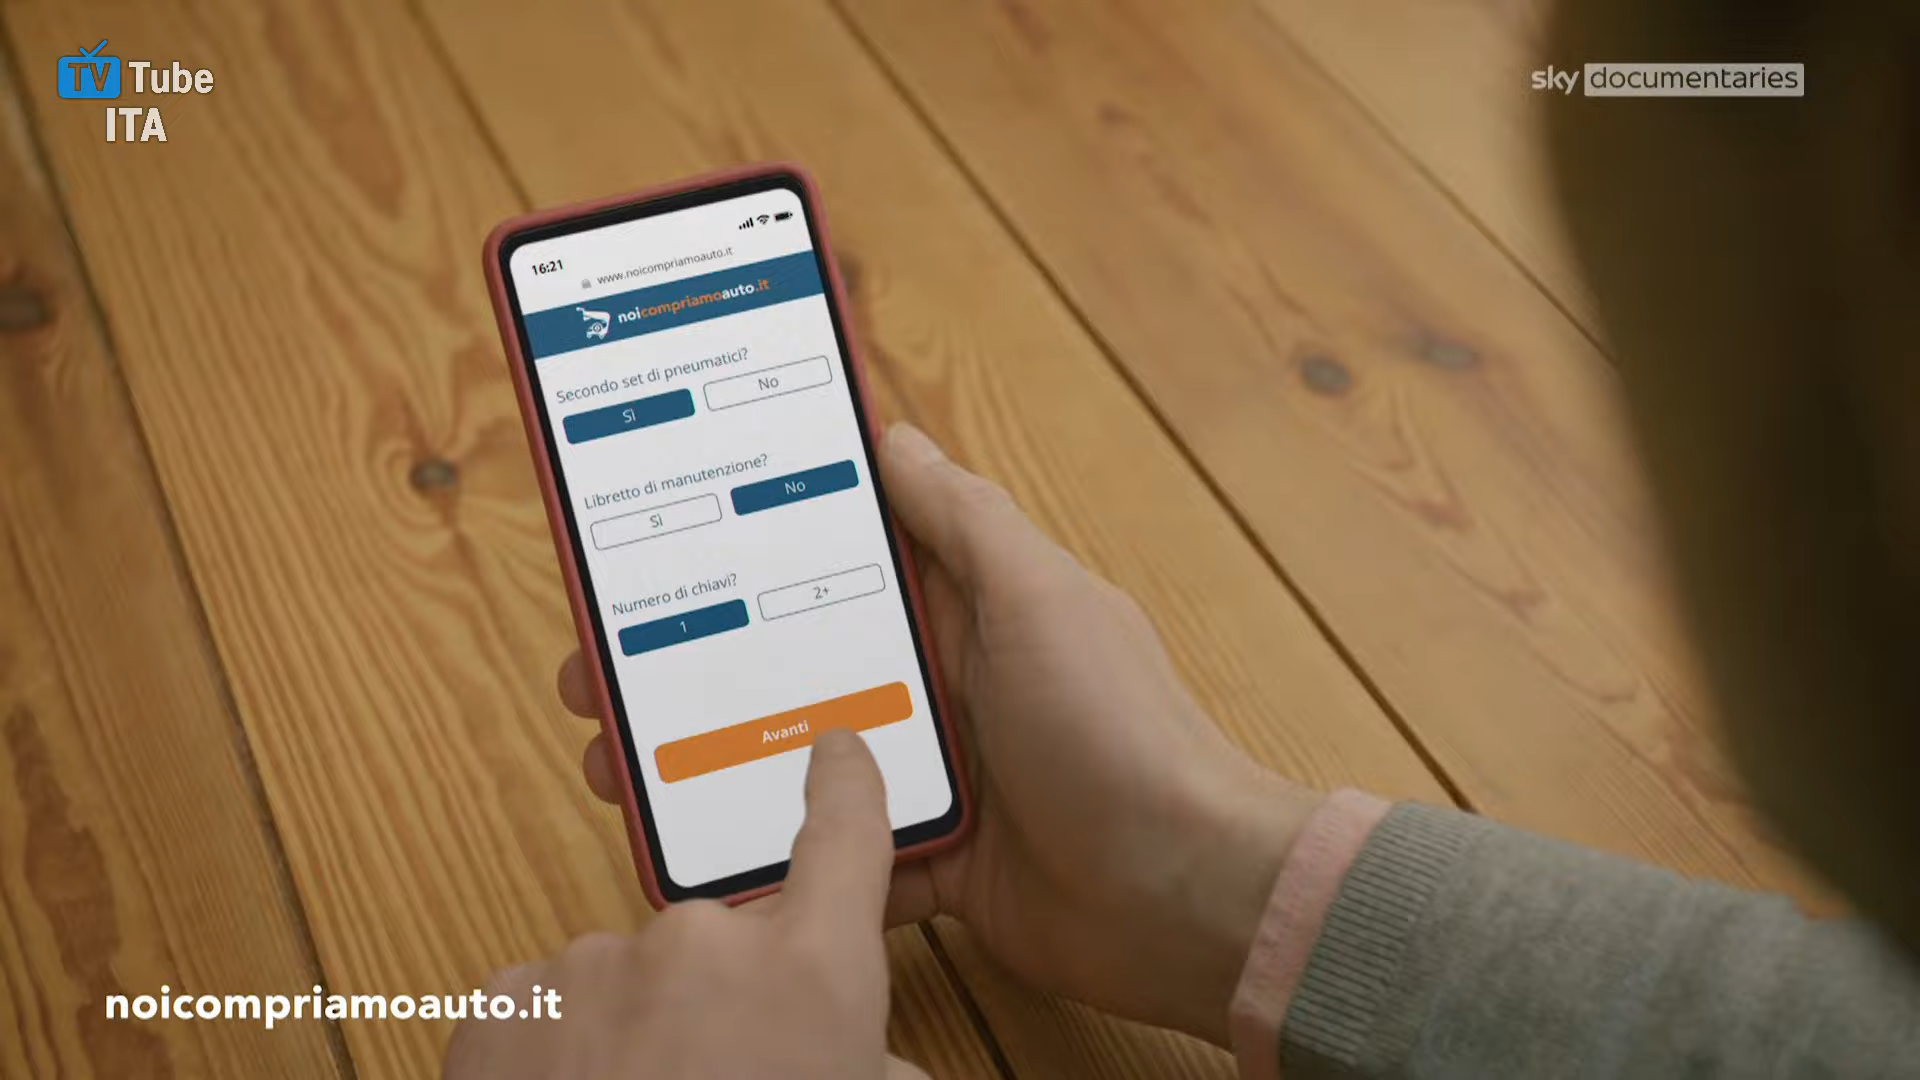 TV Tube
ITA
sky documentaries
16:21
www.noicompriamoauto.it
noicompriamoauto.it
Secondo set di pneumatici?
Sì No
Libretto di manutenzione?
Sì No
Numero di chiavi?
1 2+
Avanti
noicompriamoauto.it